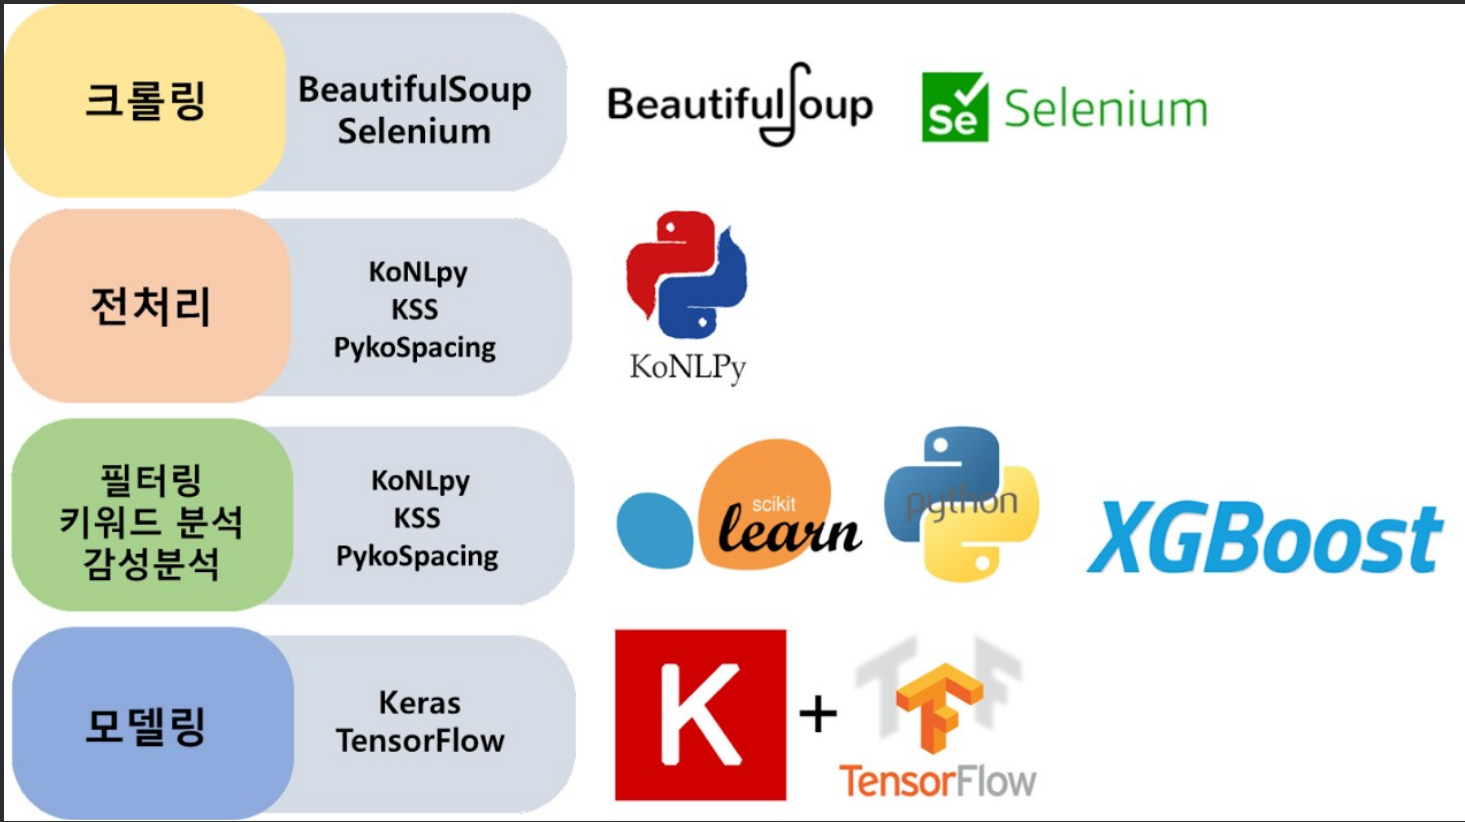 크롤링
BeautifulSoup
Selenium
BeautifulSoup
Se Selenium
전처리
KoNLpy
KSS
PykoSpacing
KoNLPy
필터링
키워드 분석
감성분석
KoNLpy
KSS
PykoSpacing
scikit
learn
python
XGBoost
모델링
Keras
TensorFlow
K + TF
TensorFlow